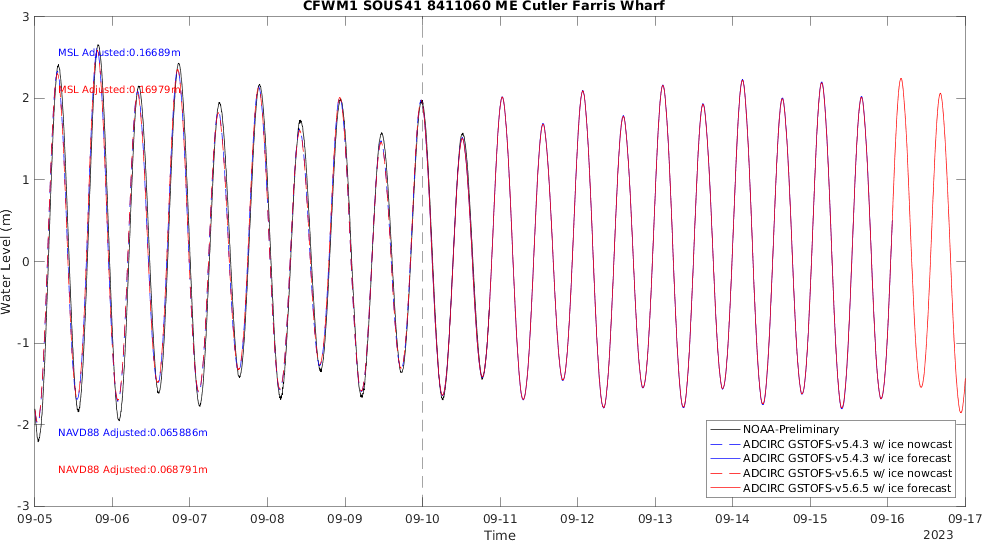 CFWM1 SOUS41 8411060 ME Cutler Farris Wharf
3
2
1
0
-1
-2
-3
Water Level (m)
MSL Adjusted:0.16689m
MSL Adjusted:0.16979m
NAVD88 Adjusted:0.065886m
NAVD88 Adjusted:0.068791m
NOAA-Preliminary
ADCIRC GSTOFS-v5.4.3 w/ ice nowcast
ADCIRC GSTOFS-v5.4.3 w/ ice forecast
ADCIRC GSTOFS-v5.6.5 w/ ice nowcast
ADCIRC GSTOFS-v5.6.5 w/ ice forecast
09-05 09-06 09-07 09-08 09-09 09-10 09-11 09-12 09-13 09-14 09-15 09-16 09-17
Time
2023